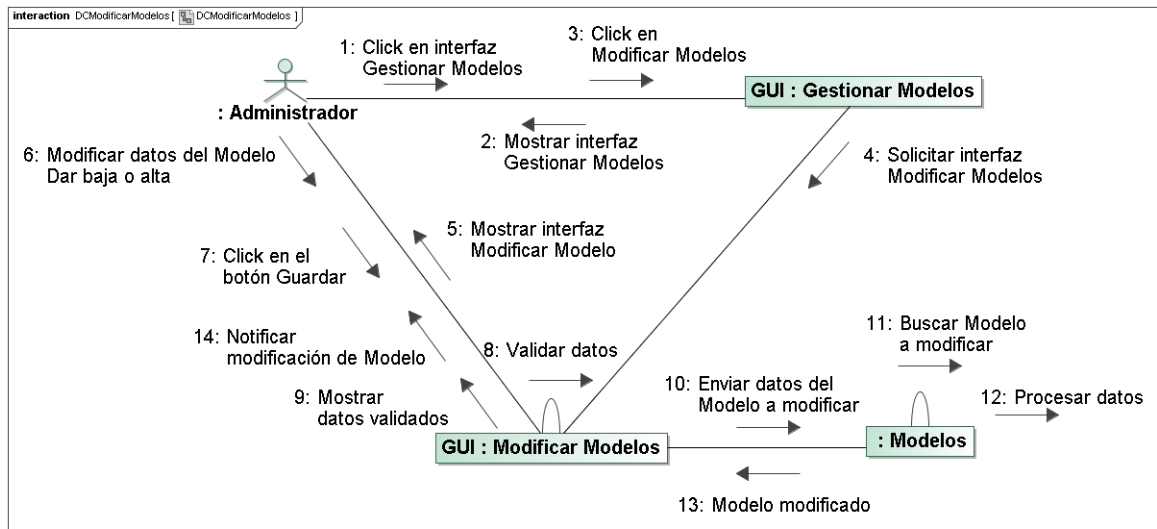 interaction DCModificarModelos [ DCModificarModelos ]
1: Click en interfaz
Gestionar Modelos
3: Click en
Modificar Modelos
GUI : Gestionar Modelos
: Administrador
2: Mostrar interfaz
Gestionar Modelos
6: Modificar datos del Modelo
Dar baja o alta
4: Solicitar interfaz
Modificar Modelos
5: Mostrar interfaz
Modificar Modelo
7: Click en el
botón Guardar
14: Notificar
modificación de Modelo
8: Validar datos
11: Buscar Modelo
a modificar
9: Mostrar
datos validados
10: Enviar datos del
Modelo a modificar
12: Procesar datos
GUI : Modificar Modelos
: Modelos
13: Modelo modificado